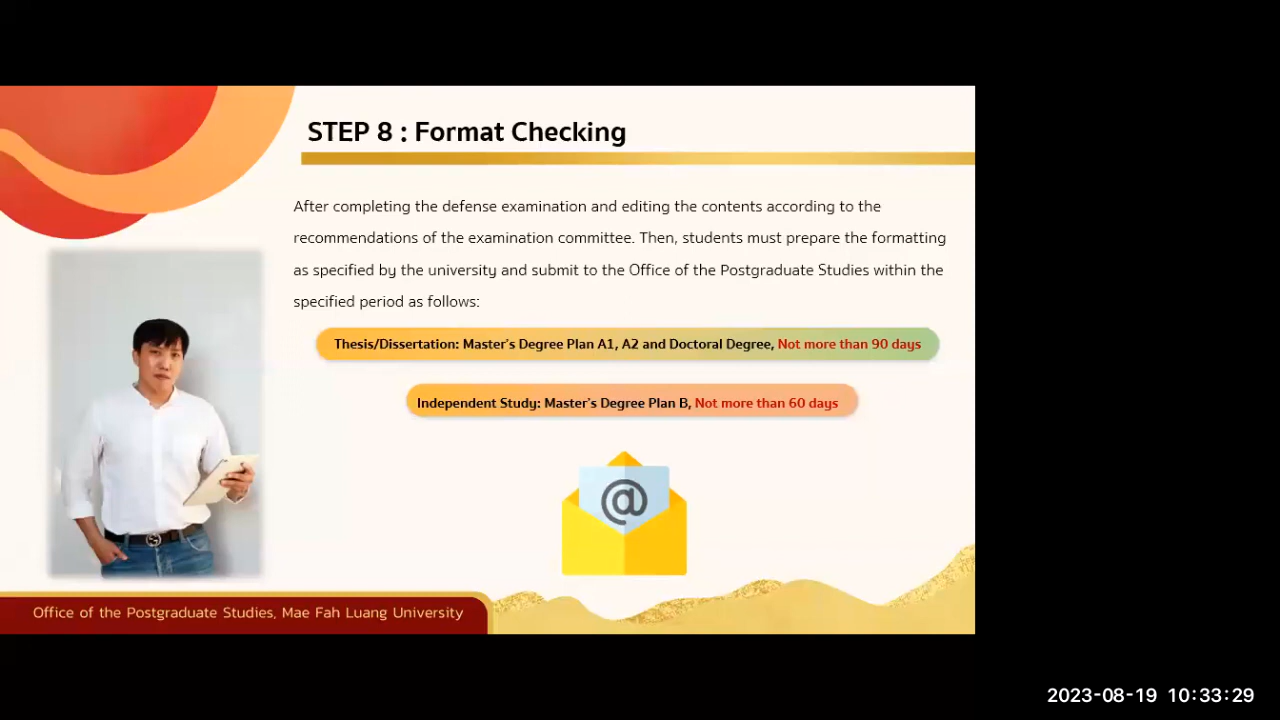 STEP 8 : Format Checking
After completing the defense examination and editing the contents according to the
recommendations of the examination committee. Then, students must prepare the formatting
as specified by the university and submit to the Office of the Postgraduate Studies within the
specified period as follows:
Thesis/Dissertation: Master's Degree Plan A1, A2 and Doctoral Degree, Not more than 90 days
Independent Study: Master's Degree Plan B, Not more than 60 days
@
Office of the Postgraduate Studies, Mae Fah Luang University
2023-08-19 10:33:29